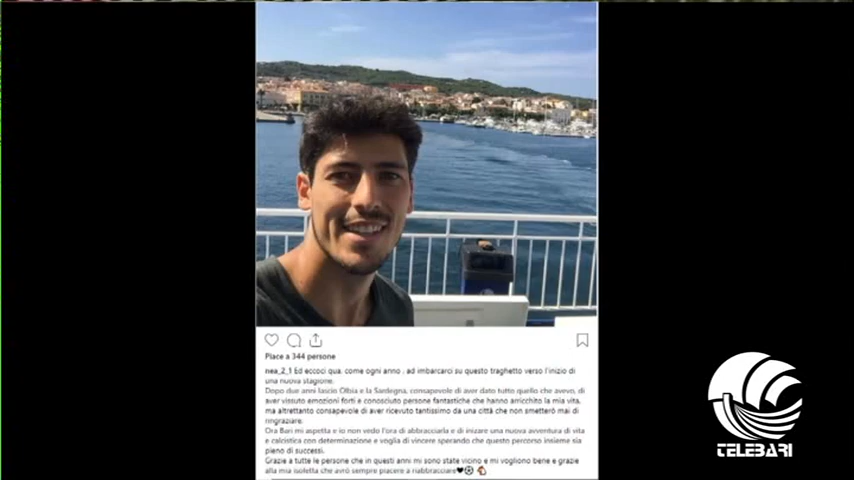 Piace a 344 persone
nea_2_1 Ed eccoci qua, come ogni anno , ad imbarcarci su questo traghetto verso l'inizio di
una nuova stagione.
Dopo due anni lascio Olbia e la Sardegna, consapevole di aver dato tutto quello che avevo, di
aver vissuto emozioni forti e conosciuto persone fantastiche che hanno arricchito la mia vita,
ma altrettanto consapevole di aver ricevuto tantissimo da una città che non smetterò mai di
ringraziare.
Ora Bari mi aspetta e io non vedo l'ora di abbracciarla e di inizare una nuova avventura di vita
e calcistica con determinazione e voglia di vincere sperando che questo percorso insieme sia
pieno di successi.
Grazie a tutte le persone che in questi anni mi sono state vicino e mi vogliono bene e grazie
alla mia isoletta che avrò sempre piacere a riabbracciare❤⚽🐓
TELEBARI